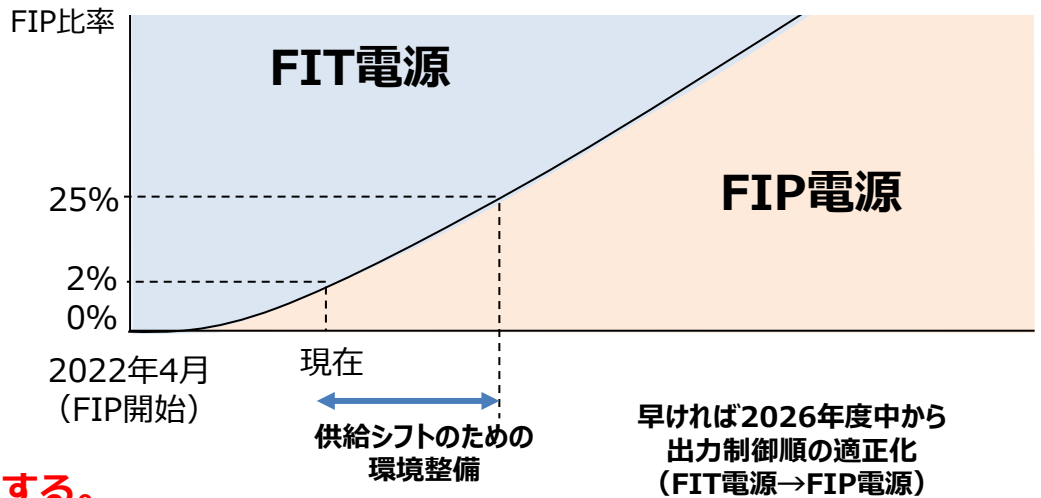 FIP比率
FIT電源
25%
FIP電源
2%
0%
2022年4月
（FIP開始）
現在
供給シフトのための
環境整備
早ければ2026年度中から
出力制御順の適正化
（FIT電源→FIP電源）
する。